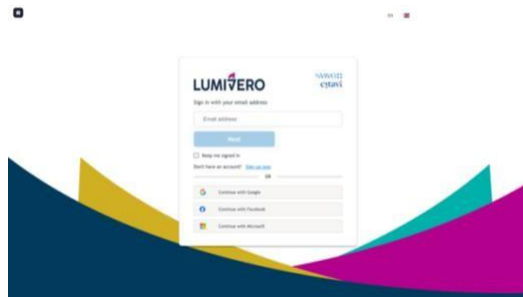 LUMIVERO
NVIVO
citavi
Sign in with your email address
Email address
Next
Keep me signed in
Don't have an account? Sign up now
OR
Continue with Google
Continue with Facebook
Continue with Microsoft